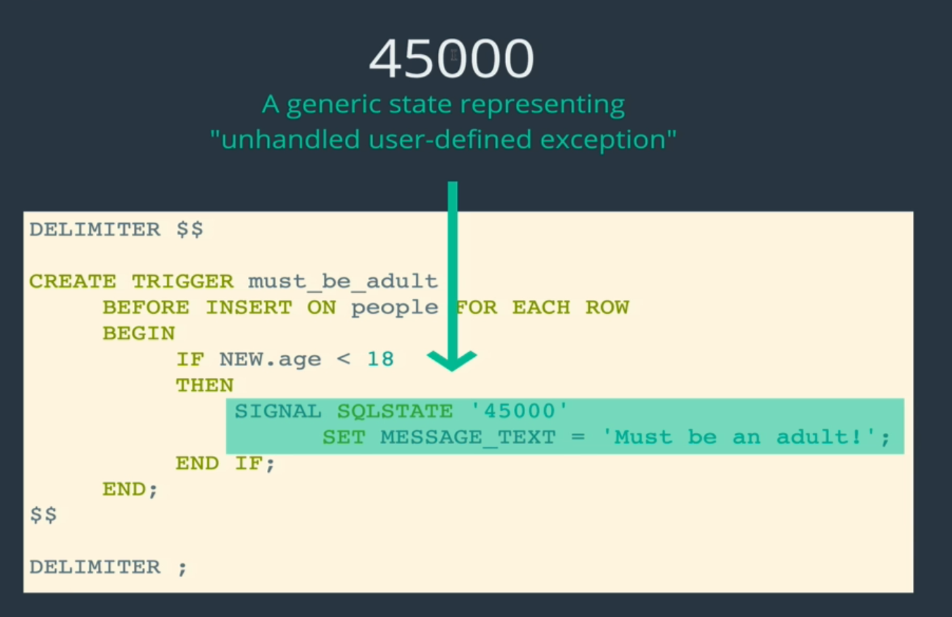 45000
A generic state representing
"unhandled user-defined exception"
DELIMITER $$
CREATE TRIGGER must_be_adult
BEFORE INSERT ON people FOR EACH ROW
BEGIN
IF NEW.age < 18
THEN
SIGNAL SQLSTATE '45000'
SET MESSAGE_TEXT = 'Must be an adult!';
END IF;
END;
$$
DELIMITER ;